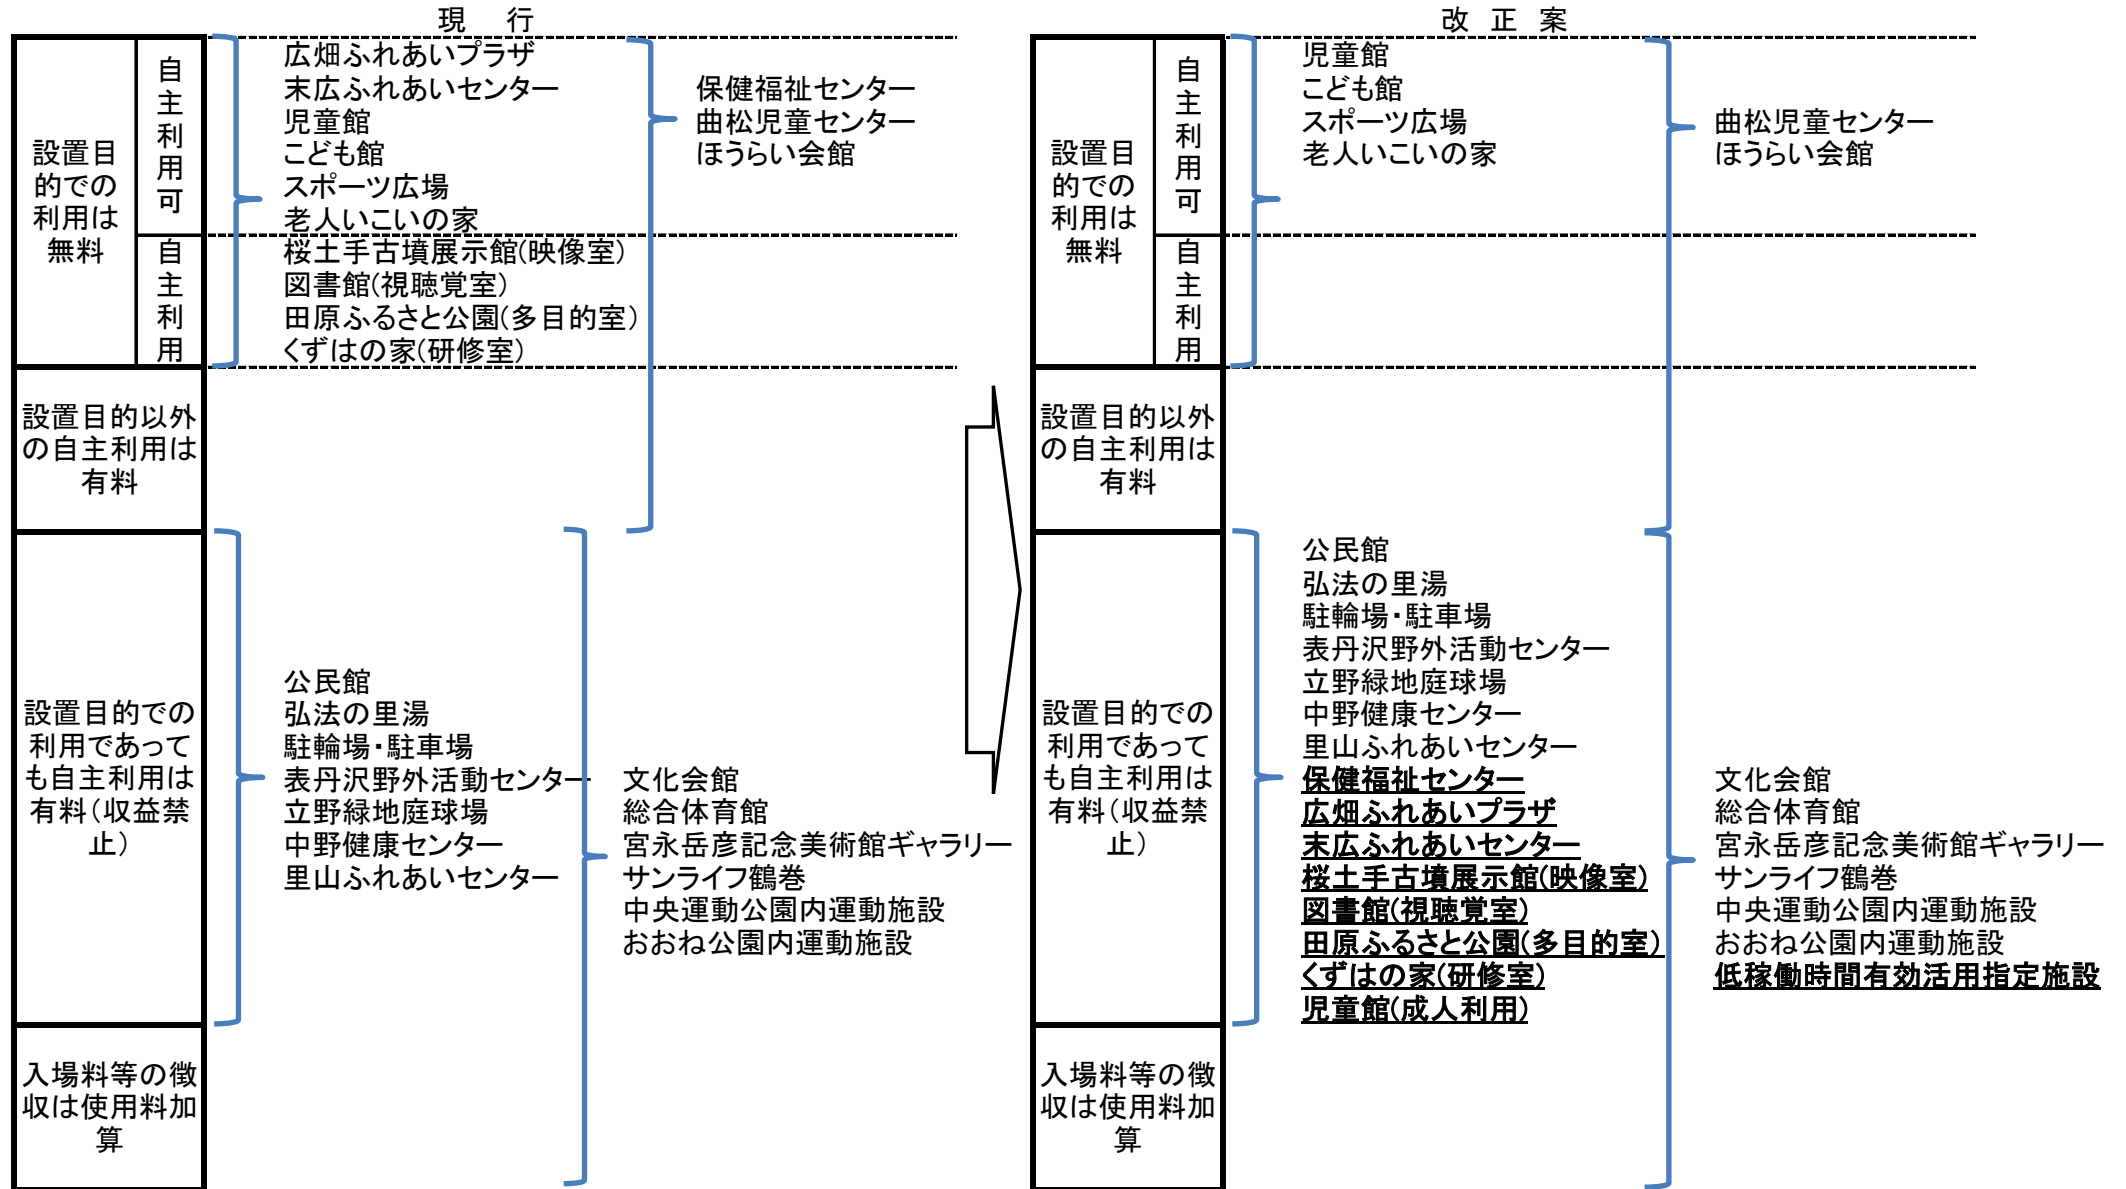 現 行
設置目
的での
利用は
無料
自
主
利
用
可
自
主
利
用
設置目的以外
の自主利用は
有料
設置目的での
利用であって
も自主利用は
有料(収益禁
止)
入場料等の徴
収は使用料加
算
広畑ふれあいプラザ
末広ふれあいセンター
児童館
こども館
スポーツ広場
老人いこいの家
桜土手古墳展示館(映像室)
図書館(視聴覚室)
田原ふるさと公園(多目的室)
くずはの家(研修室)
保健福祉センター
曲松児童センター
ほうらい会館
公民館
弘法の里湯
駐輪場・駐車場
表丹沢野外活動センター
立野緑地庭球場
中野健康センター
里山ふれあいセンター
文化会館
総合体育館
宮永岳彦記念美術館ギャラリー
サンライフ鶴巻
中央運動公園内運動施設
おおね公園内運動施設
改 正 案
設置目
的での
利用は
無料
自
主
利
用
可
自
主
利
用
設置目的以外
の自主利用は
有料
設置目的での
利用であって
も自主利用は
有料(収益禁
止)
入場料等の徴
収は使用料加
算
児童館
こども館
スポーツ広場
老人いこいの家
曲松児童センター
ほうらい会館
公民館
弘法の里湯
駐輪場・駐車場
表丹沢野外活動センター
立野緑地庭球場
中野健康センター
里山ふれあいセンター
保健福祉センター
広畑ふれあいプラザ
末広ふれあいセンター
桜土手古墳展示館(映像室)
図書館(視聴覚室)
田原ふるさと公園(多目的室)
くずはの家(研修室)
児童館(成人利用)
文化会館
総合体育館
宮永岳彦記念美術館ギャラリー
サンライフ鶴巻
中央運動公園内運動施設
おおね公園内運動施設
低稼働時間有効活用指定施設